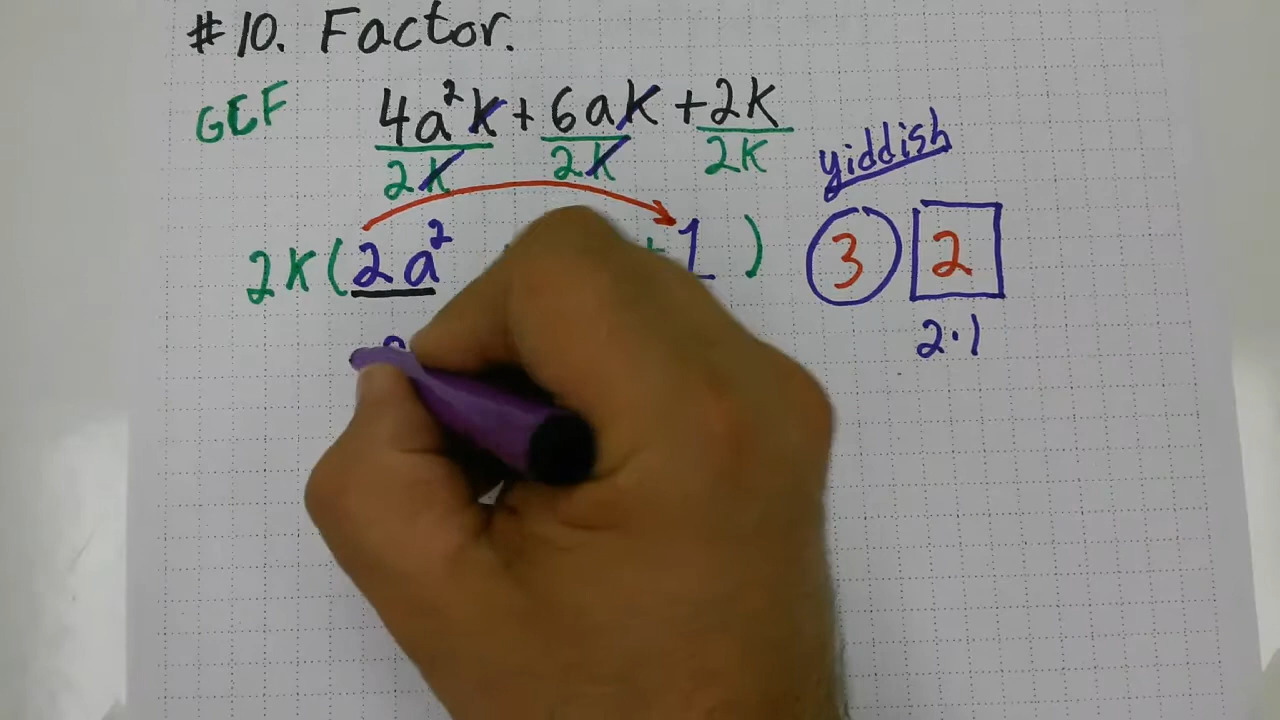 #10. Factor.
GCF 4a²k + 6ak + 2k
2k 2k 2k
yiddish
2k(2a² + 1) 3 2
2·1